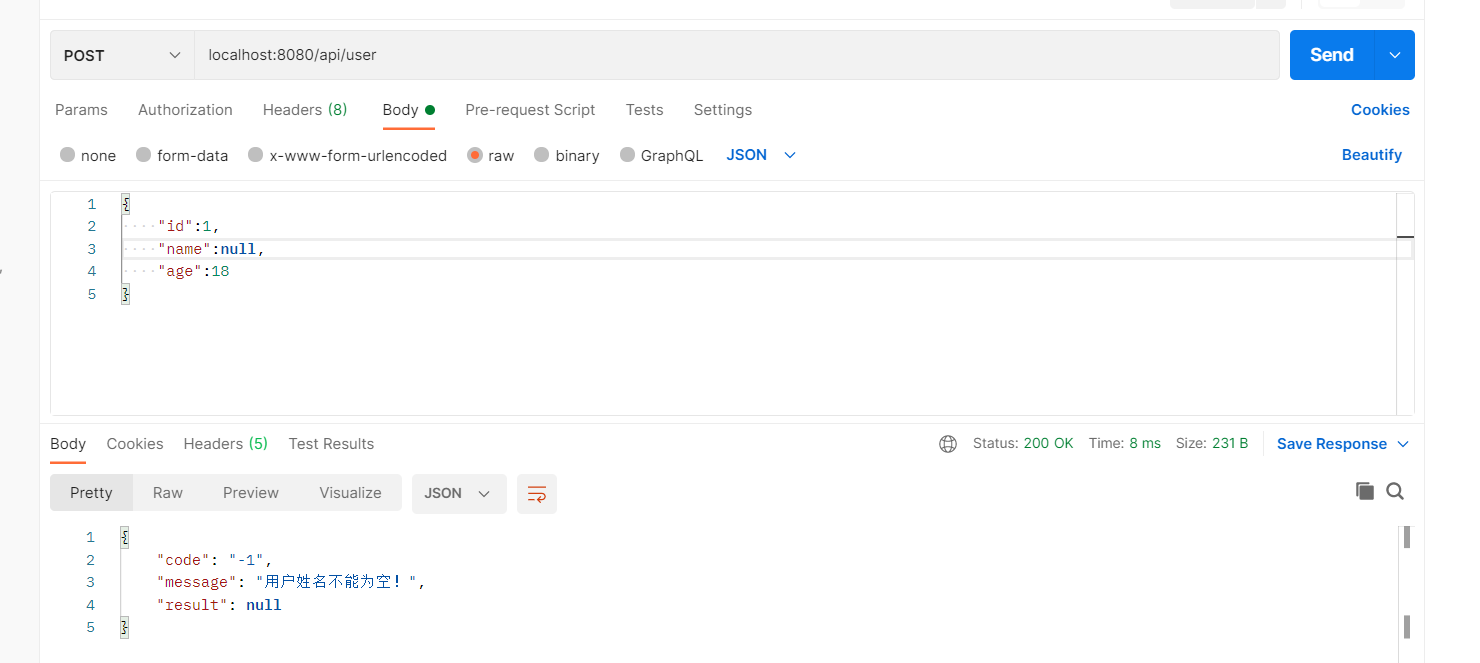 POST localhost:8080/api/user Send
Params Authorization Headers (8) Body Pre-request Script Tests Settings Cookies
none form-data x-www-form-urlencoded raw binary GraphQL JSON Beautify
1 {
2 "id":1,
3 "name":null,
4 "age":18
5 }
Body Cookies Headers (5) Test Results Status: 200 OK Time: 8 ms Size: 231 B Save Response
Pretty Raw Preview Visualize JSON
1 {
2 "code": "-1",
3 "message": "用户姓名不能为空！",
4 "result": null
5 }